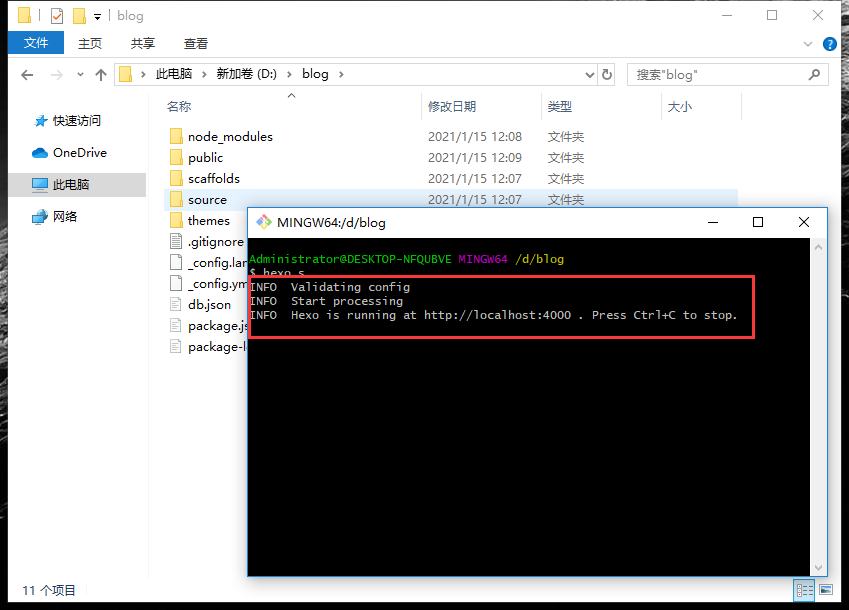 blog
文件 主页 共享 查看
此电脑 新加卷 (D:) blog 搜索"blog"
名称 修改日期 类型 大小
快速访问
OneDrive
此电脑
网络
node_modules 2021/1/15 12:08 文件夹
public 2021/1/15 12:09 文件夹
scaffolds 2021/1/15 12:07 文件夹
source 2021/1/15 12:07 文件夹
themes
.gitignore
_config.lan
_config.ym
db.json
package.js
package-l
MINGW64:/d/blog
Administrator@DESKTOP-NFQUBVE MINGW64 /d/blog
$ hexo s
INFO Validating config
INFO Start processing
INFO Hexo is running at http://localhost:4000 . Press Ctrl+C to stop.
11 个项目